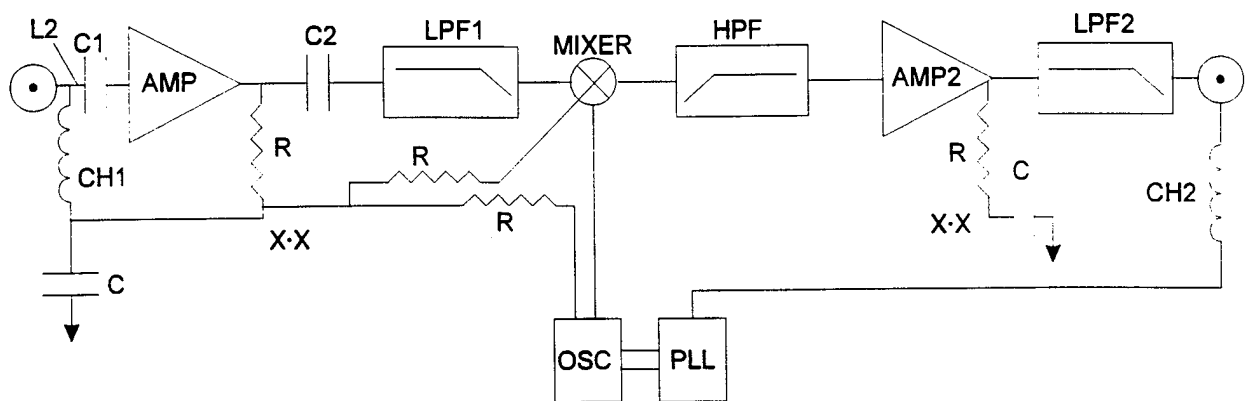 L2
C1
AMP
C2
LPF1
MIXER
HPF
AMP2
LPF2
CH1
R
R
R
X·X
C
R
C
X·X
CH2
OSC
PLL